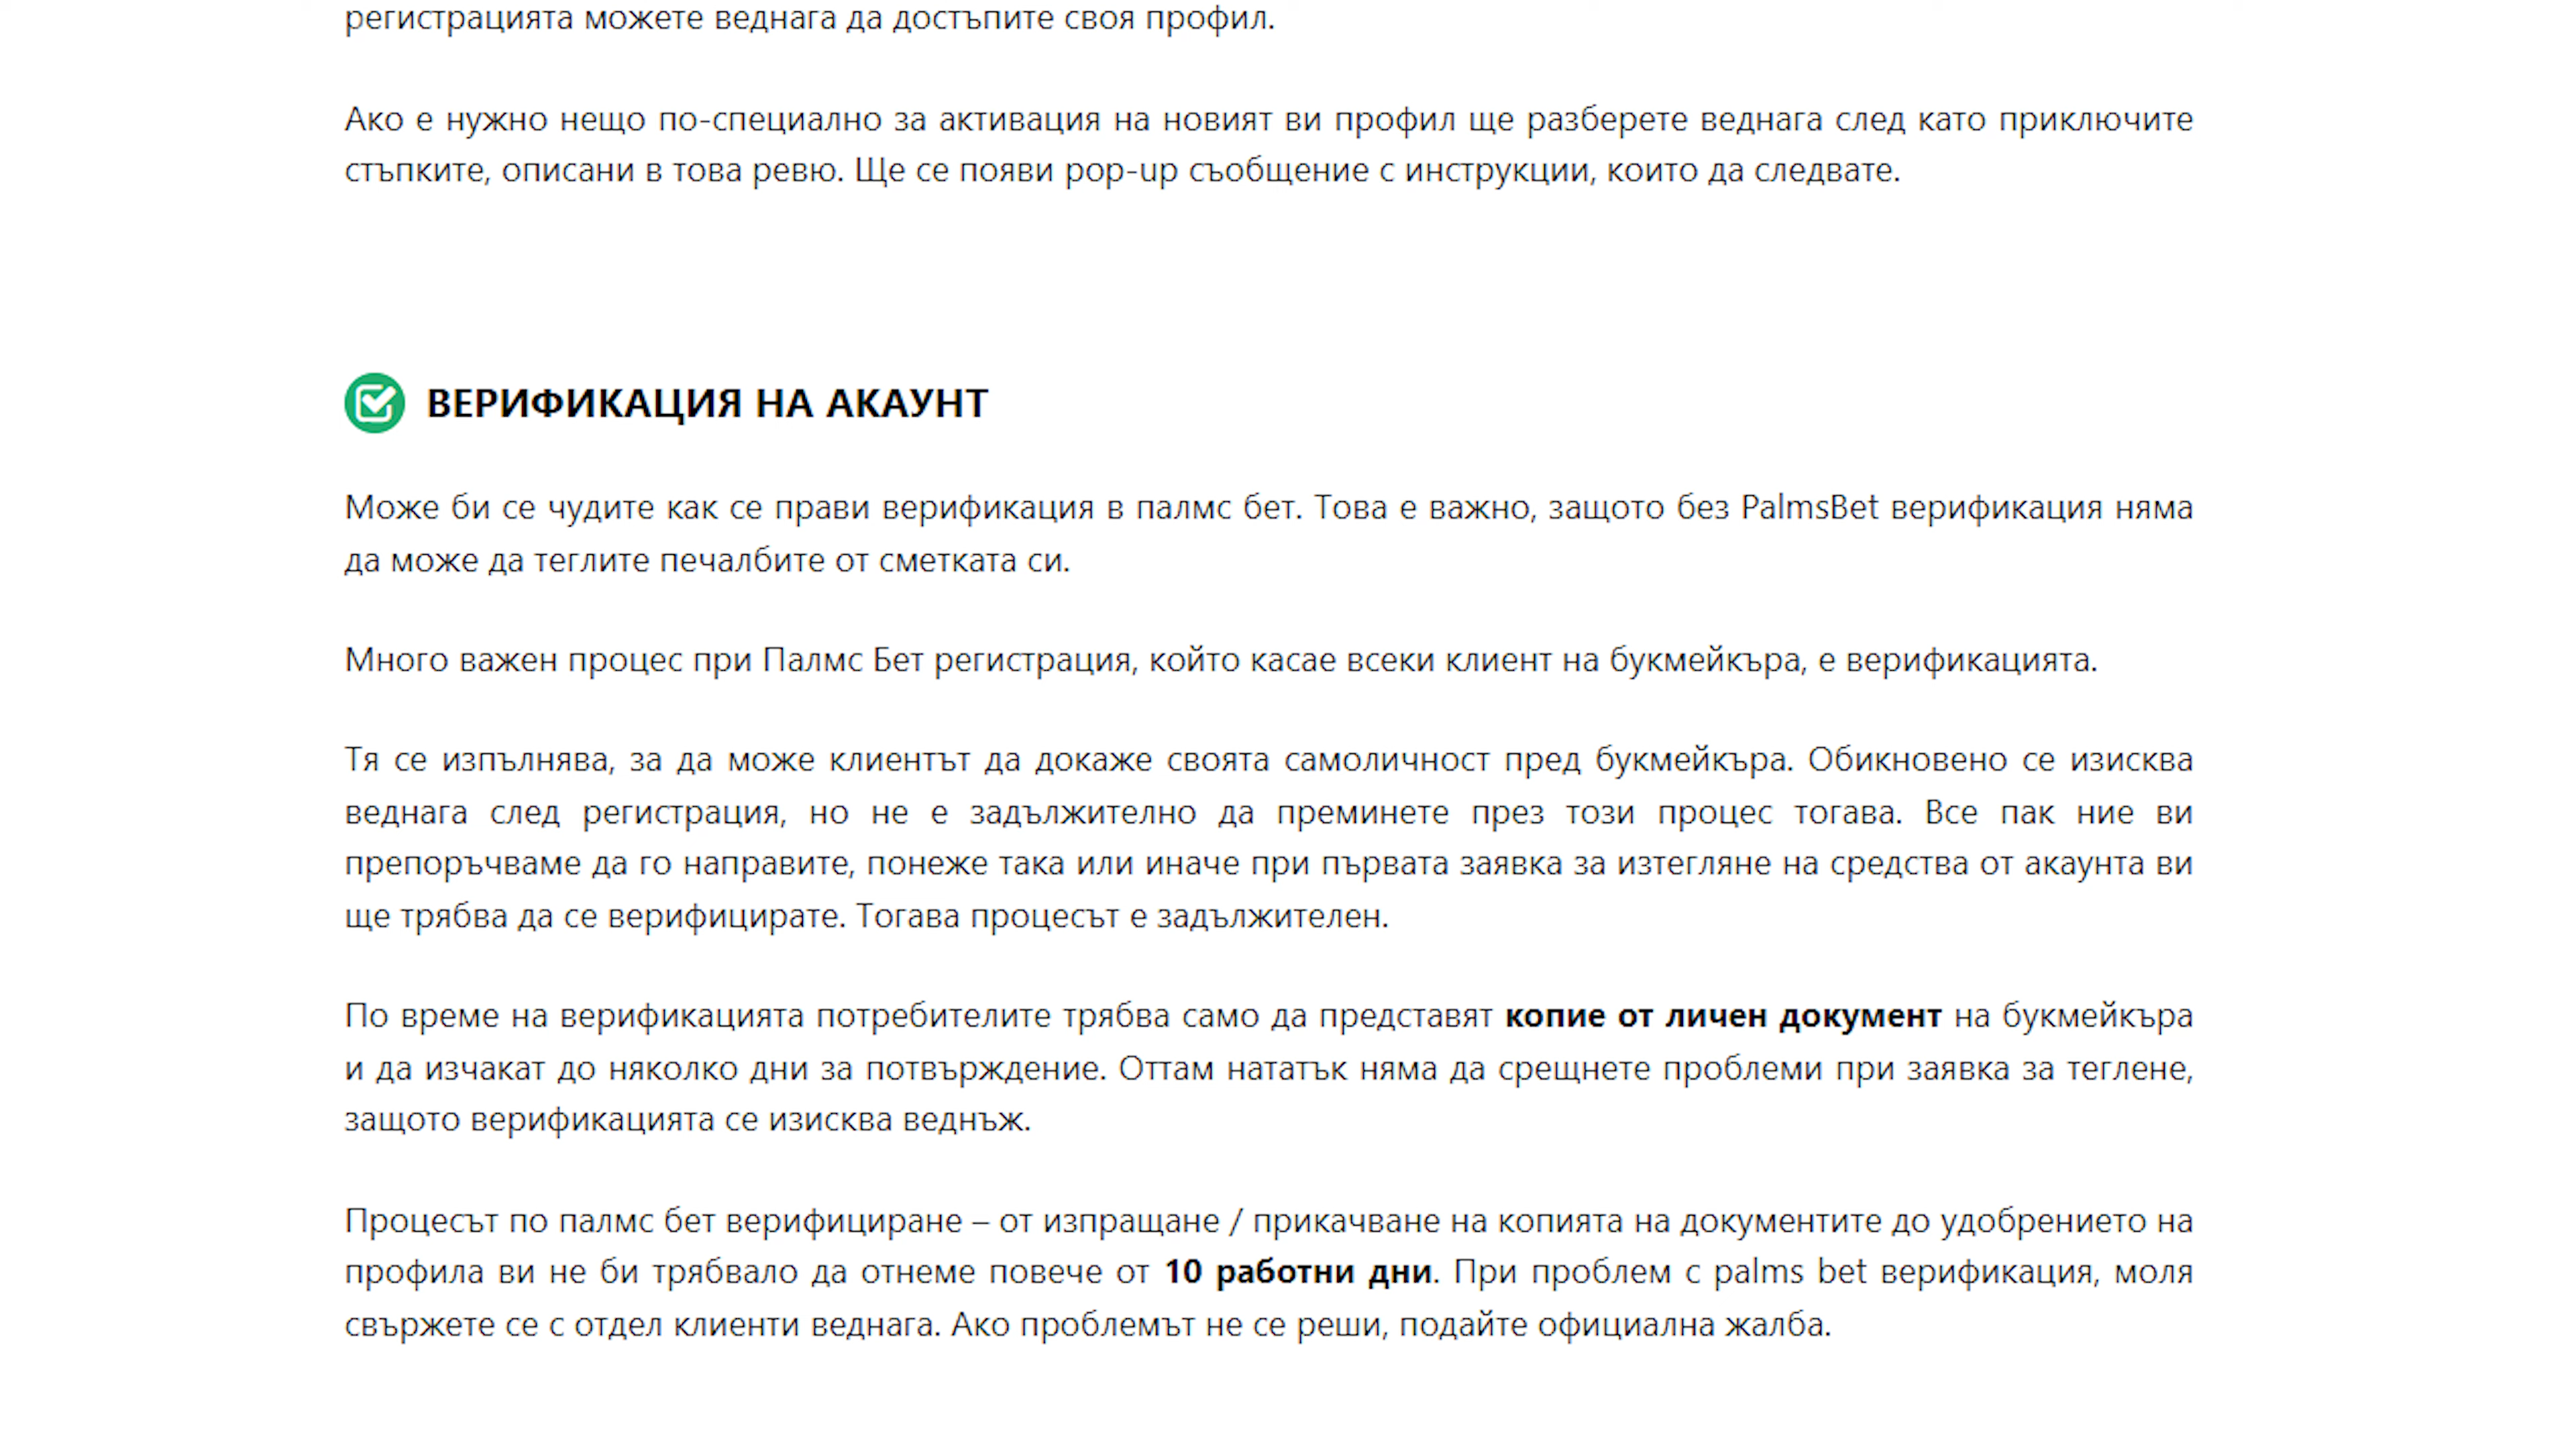 регистрацията можете веднага да достъпите своя профил.
Ако е нужно нещо по-специално за активация на новият ви профил ще разберете веднага след като приключите
стъпките, описани в това ревю. Ще се появи pop-up съобщение с инструкции, които да следвате.
ВЕРИФИКАЦИЯ НА АКАУНТ
Може би се чудите как се прави верификация в палмс бет. Това е важно, защото без PalmsBet верификация няма
да може да теглите печалбите от сметката си.
Много важен процес при Палмс Бет регистрация, който касае всеки клиент на букмейкъра, е верификацията.
Тя се изпълнява, за да може клиентът да докаже своята самоличност пред букмейкъра. Обикновено се изисква
веднага след регистрация, но не е задължително да преминете през този процес тогава. Все пак ние ви
препоръчваме да го направите, понеже така или иначе при първата заявка за изтегляне на средства от акаунта ви
ще трябва да се верифицирате. Тогава процесът е задължителен.
По време на верификацията потребителите трябва само да представят копие от личен документ на букмейкъра
и да изчакат до няколко дни за потвърждение. Оттам нататък няма да срещнете проблеми при заявка за теглене,
защото верификацията се изисква веднъж.
Процесът по палмс бет верифициране – от изпращане / прикачване на копията на документите до удобрението на
профила ви не би трябвало да отнеме повече от 10 работни дни. При проблем с palms bet верификация, моля
свържете се с отдел клиенти веднага. Ако проблемът не се реши, подайте официална жалба.